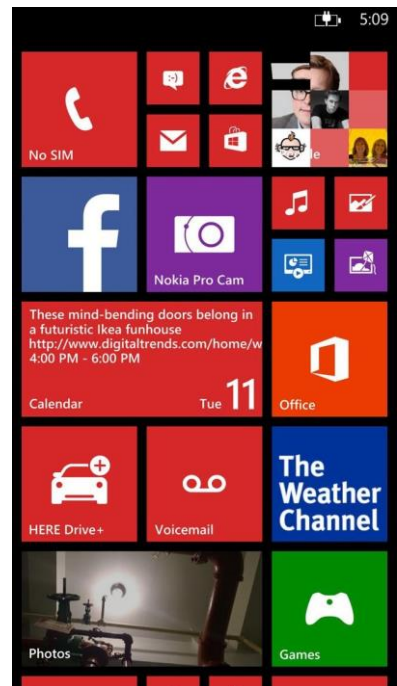 5:09
No SIM
le
Nokia Pro Cam
These mind-bending doors belong in
a futuristic Ikea funhouse
http://www.digitaltrends.com/home/w
4:00 PM - 6:00 PM
Calendar
Tue 11
Office
HERE Drive+
Voicemail
The
Weather
Channel
Photos
Games